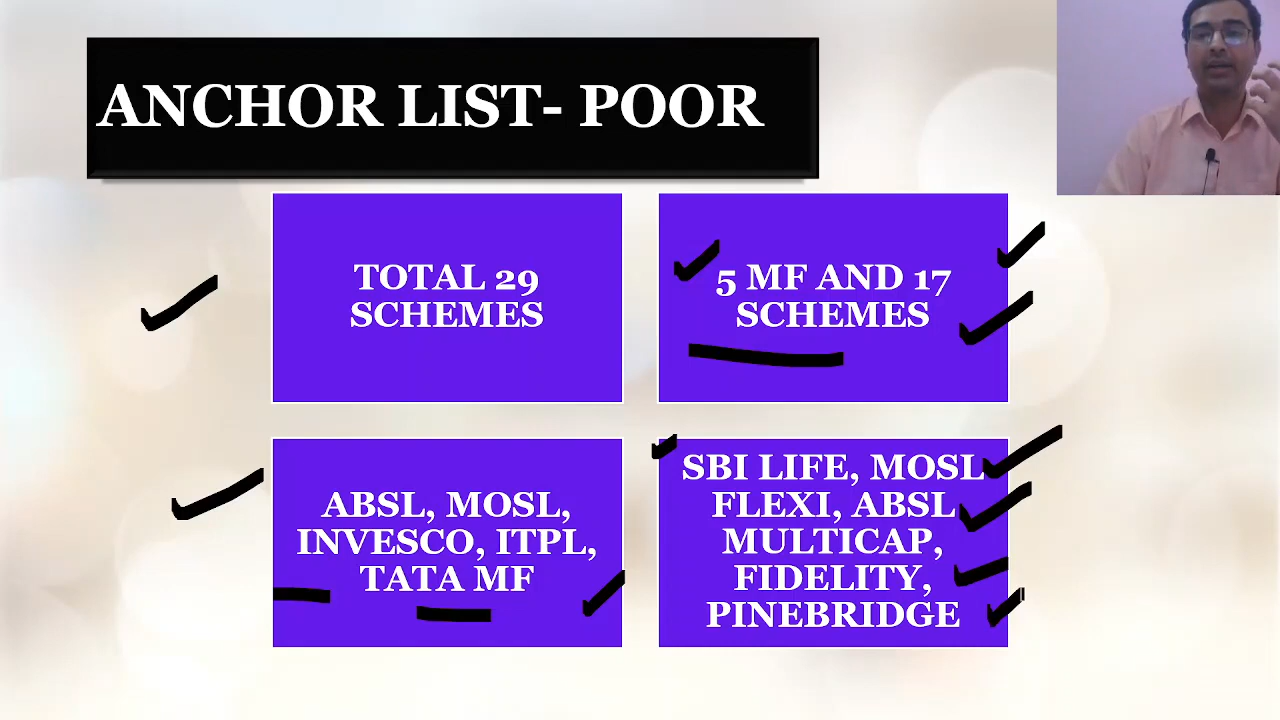 ANCHOR LIST- POOR
TOTAL 29
SCHEMES
5 MF AND 17
SCHEMES
ABSL, MOSL,
INVESCO, ITPL,
TATA MF
SBI LIFE, MOSL
FLEXI, ABSL
MULTICAP,
FIDELITY,
PINEBRIDGE